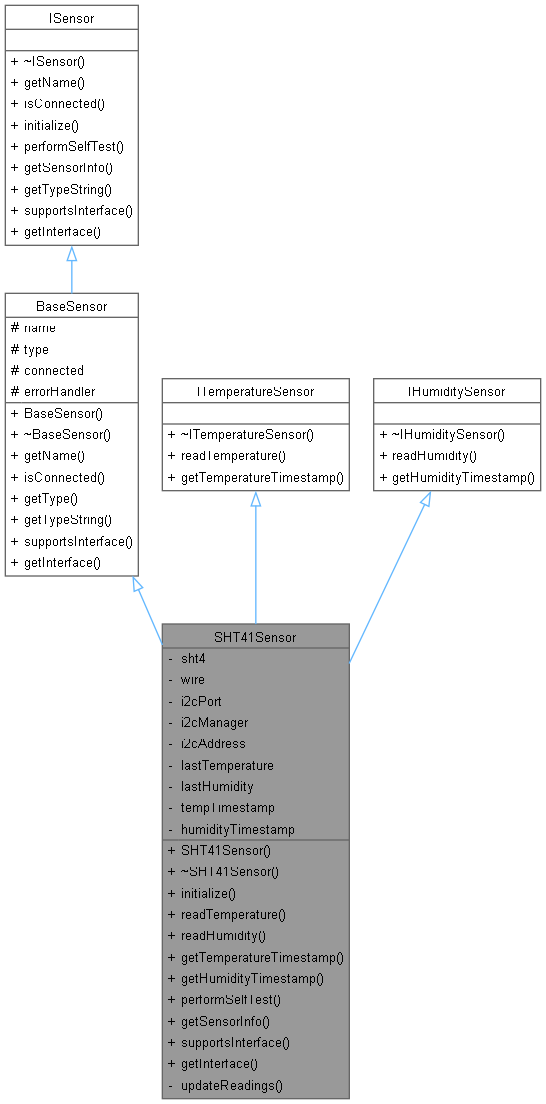 ISensor
+ ~ISensor()
+ getName()
+ isConnected()
+ initialize()
+ performSelfTest()
+ getSensorInfo()
+ getTypeString()
+ supportsInterface()
+ getInterface()
BaseSensor
# name
# type
# connected
# errorHandler
+ BaseSensor()
+ ~BaseSensor()
+ getName()
+ isConnected()
+ getType()
+ getTypeString()
+ supportsInterface()
+ getInterface()
ITemperatureSensor
+ ~ITemperatureSensor()
+ readTemperature()
+ getTemperatureTimestamp()
IHumiditySensor
+ ~IHumiditySensor()
+ readHumidity()
+ getHumidityTimestamp()
SHT41Sensor
- sht4
- wire
- i2cPort
- i2cManager
- i2cAddress
- lastTemperature
- lastHumidity
- tempTimestamp
- humidityTimestamp
+ SHT41Sensor()
+ ~SHT41Sensor()
+ initialize()
+ readTemperature()
+ readHumidity()
+ getTemperatureTimestamp()
+ getHumidityTimestamp()
+ performSelfTest()
+ getSensorInfo()
+ supportsInterface()
+ getInterface()
- updateReadings()